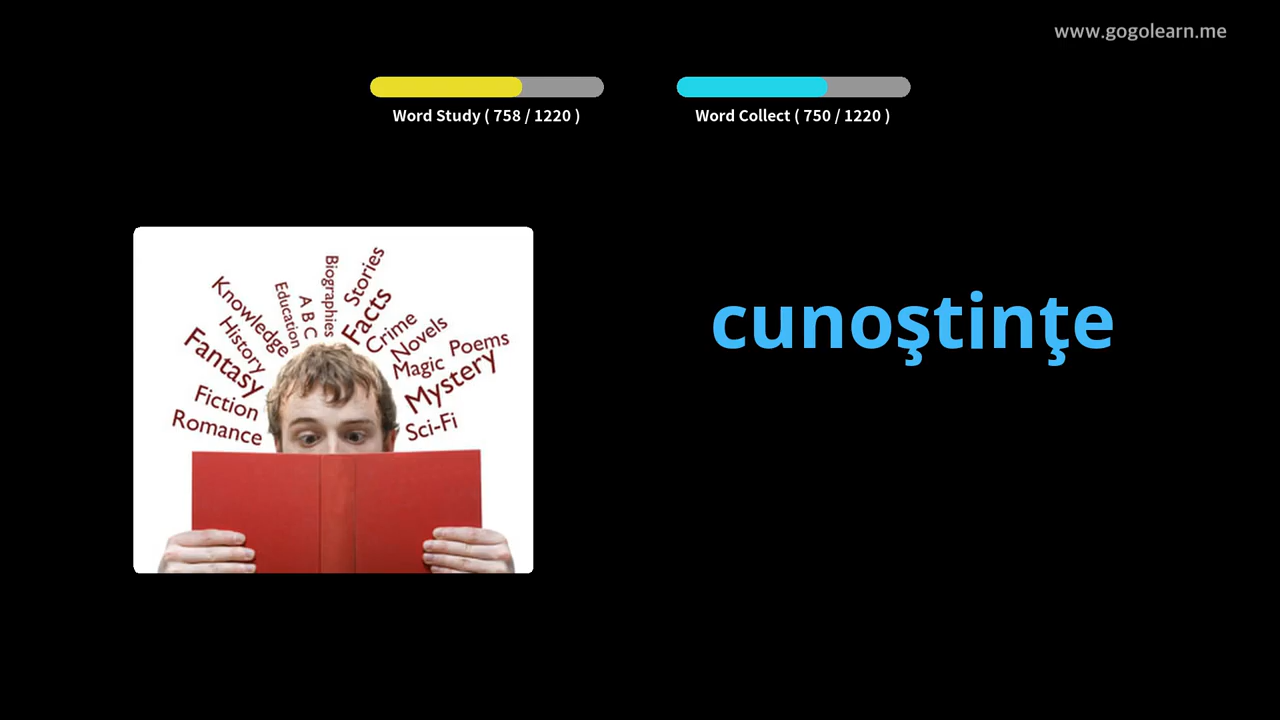 www.gogolearn.me
Word Study ( 758 / 1220 )
Word Collect ( 750 / 1220 )
cunoştinţe
Knowledge
History
Fantasy
Fiction
Romance
Education
A B C
Biographies
Stories
Facts
Crime
Novels
Magic
Poems
Mystery
Sci-Fi